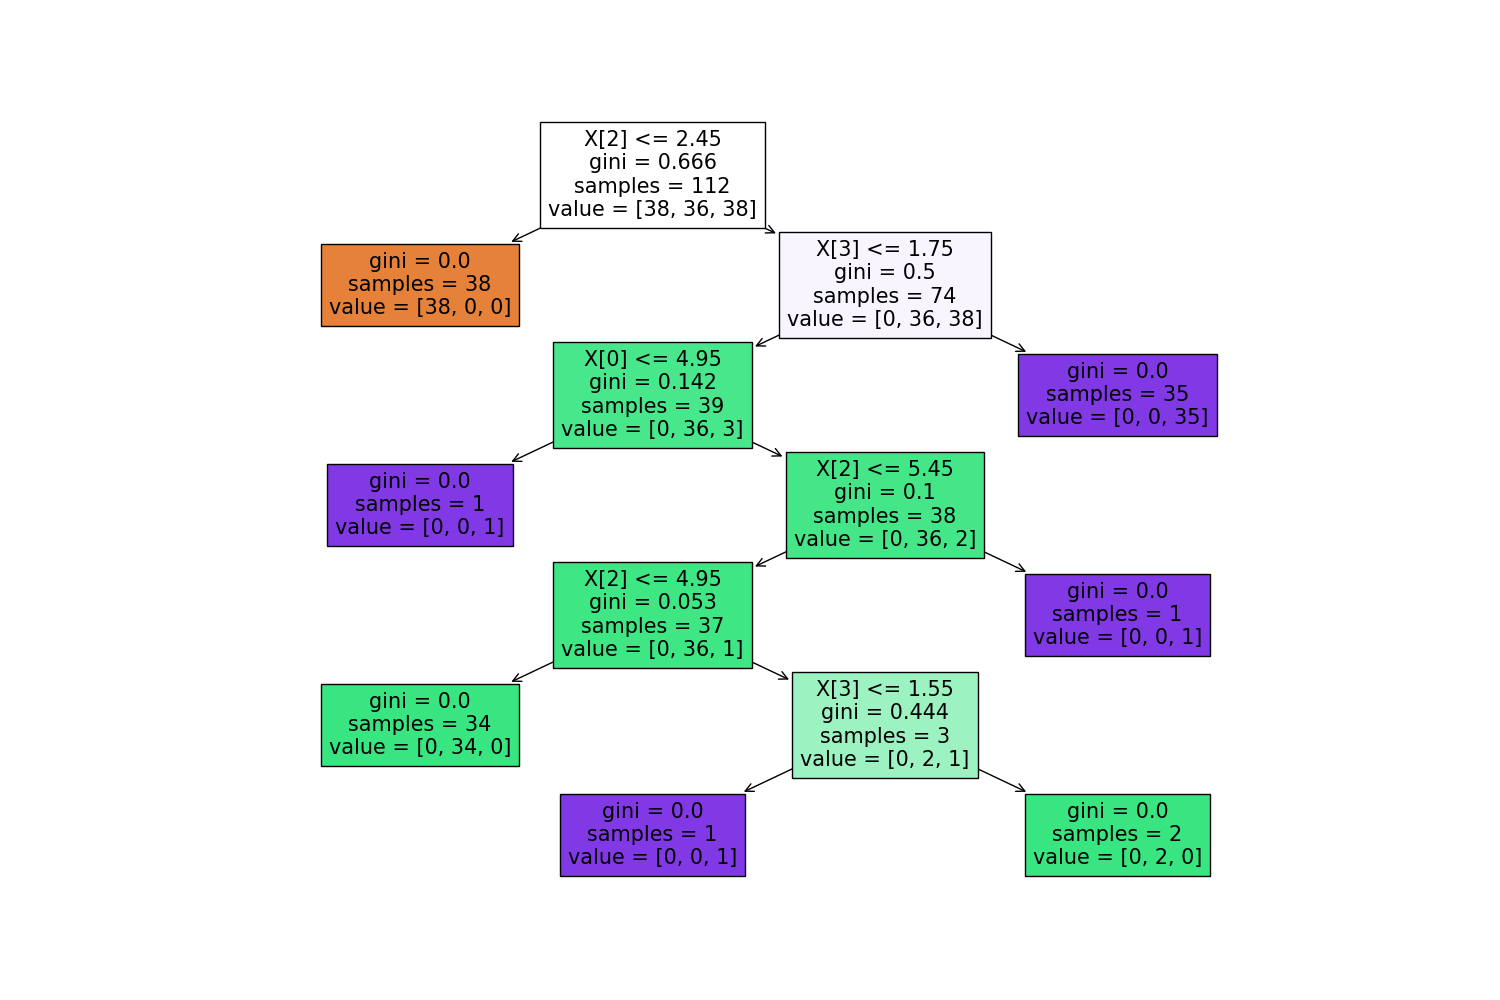 X[2] <= 2.45
gini = 0.666
samples = 112
value = [38, 36, 38]
gini = 0.0
samples = 38
value = [38, 0, 0]
X[3] <= 1.75
gini = 0.5
samples = 74
value = [0, 36, 38]
X[0] <= 4.95
gini = 0.142
samples = 39
value = [0, 36, 3]
gini = 0.0
samples = 35
value = [0, 0, 35]
gini = 0.0
samples = 1
value = [0, 0, 1]
X[2] <= 5.45
gini = 0.1
samples = 38
value = [0, 36, 2]
X[2] <= 4.95
gini = 0.053
samples = 37
value = [0, 36, 1]
gini = 0.0
samples = 1
value = [0, 0, 1]
gini = 0.0
samples = 34
value = [0, 34, 0]
X[3] <= 1.55
gini = 0.444
samples = 3
value = [0, 2, 1]
gini = 0.0
samples = 1
value = [0, 0, 1]
gini = 0.0
samples = 2
value = [0, 2, 0]